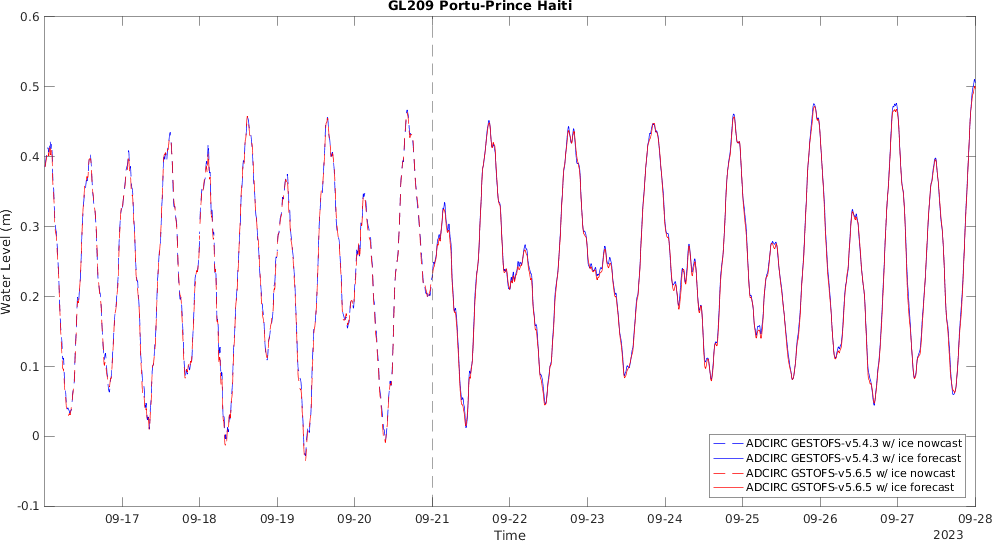 GL209 Portu-Prince Haiti
0.6
0.5
0.4
0.3
0.2
0.1
0
-0.1
Water Level (m)
ADCIRC GESTOFS-v5.4.3 w/ ice nowcast
ADCIRC GESTOFS-v5.4.3 w/ ice forecast
ADCIRC GSTOFS-v5.6.5 w/ ice nowcast
ADCIRC GSTOFS-v5.6.5 w/ ice forecast
09-17 09-18 09-19 09-20 09-21 09-22 09-23 09-24 09-25 09-26 09-27 09-28
Time
2023